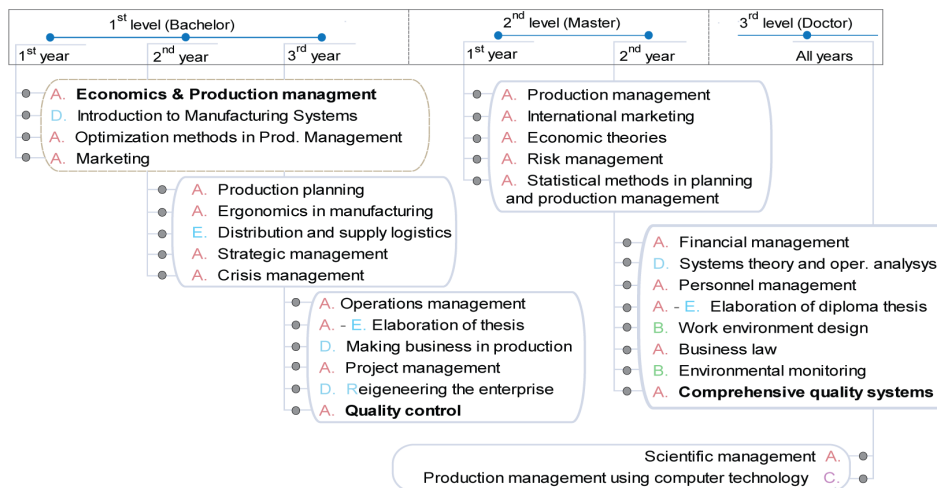 1st level (Bachelor)
2nd level (Master)
3rd level (Doctor)
1st year
2nd year
3rd year
1st year
2nd year
All years
A. Economics & Production managment
D. Introduction to Manufacturing Systems
A. Optimization methods in Prod. Management
A. Marketing
A. Production planning
A. Ergonomics in manufacturing
E. Distribution and supply logistics
A. Strategic management
A. Crisis management
A. Operations management
A. - E. Elaboration of thesis
D. Making business in production
A. Project management
D. Reigeneering the enterprise
A. Quality control
A. Production management
A. International marketing
A. Economic theories
A. Risk management
A. Statistical methods in planning
and production management
A. Financial management
D. Systems theory and oper. analysys
A. Personnel management
A. - E. Elaboration of diploma thesis
B. Work environment design
A. Business law
B. Environmental monitoring
A. Comprehensive quality systems
Scientific management A.
Production management using computer technology C.